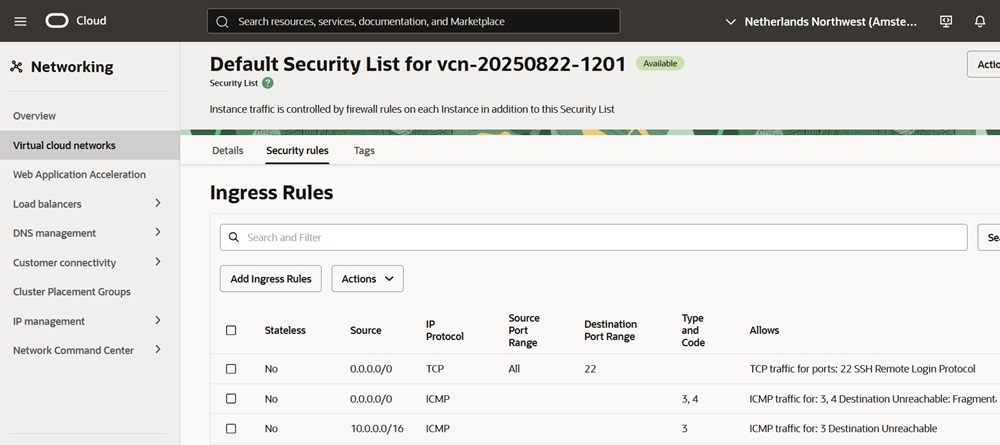 Cloud
Search resources, services, documentation, and Marketplace
Netherlands Northwest (Amste...
Networking
Overview
Virtual cloud networks
Web Application Acceleration
Load balancers
DNS management
Customer connectivity
Cluster Placement Groups
IP management
Network Command Center
Default Security List for vcn-20250822-1201
Available
Actio
Security List ?
Instance traffic is controlled by firewall rules on each Instance in addition to this Security List
Details Security rules Tags
Ingress Rules
Search and Filter
Sea
Add Ingress Rules
Actions
Stateless Source IP Protocol Source Port Range Destination Port Range Type and Code Allows
No 0.0.0.0/0 TCP All 22 TCP traffic for ports: 22 SSH Remote Login Protocol
No 0.0.0.0/0 ICMP 3, 4 ICMP traffic for: 3, 4 Destination Unreachable: Fragmenta
No 10.0.0.0/16 ICMP 3 ICMP traffic for: 3 Destination Unreachable